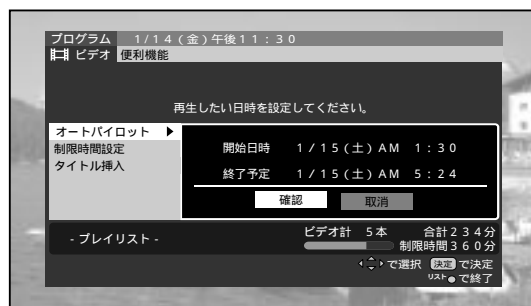 プログラム 1/14(金)午後11:30
ビデオ 便利機能
再生したい日時を設定してください。
オートパイロット ▶
制限時間設定
タイトル挿入
開始日時 1/15(土)AM 1:30
終了予定 1/15(土)AM 5:24
確認 取消
- プレイリスト -
ビデオ計 5本 合計234分
制限時間360分
で選択 決定 で決定
リスト● で終了